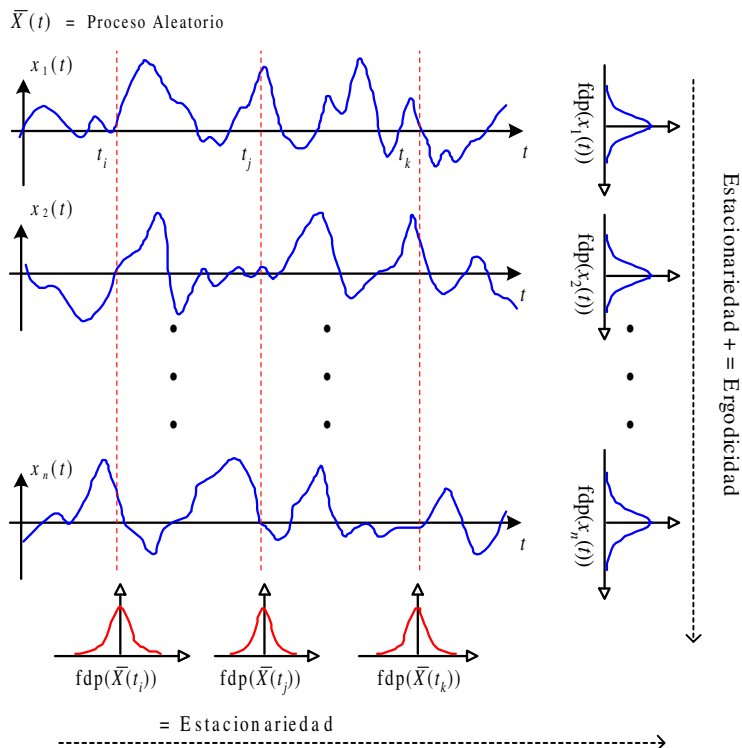 X̅(t) = Proceso Aleatorio
x₁(t)
tᵢ
tⱼ
tₖ
t
fdp(x₁(t))
x₂(t)
t
fdp(x₂(t))
xₙ(t)
t
fdp(xₙ(t))
Estacionariedad + = Ergodicidad
fdp(X̅(tᵢ))
fdp(X̅(tⱼ))
fdp(X̅(tₖ))
= Estacionariedad